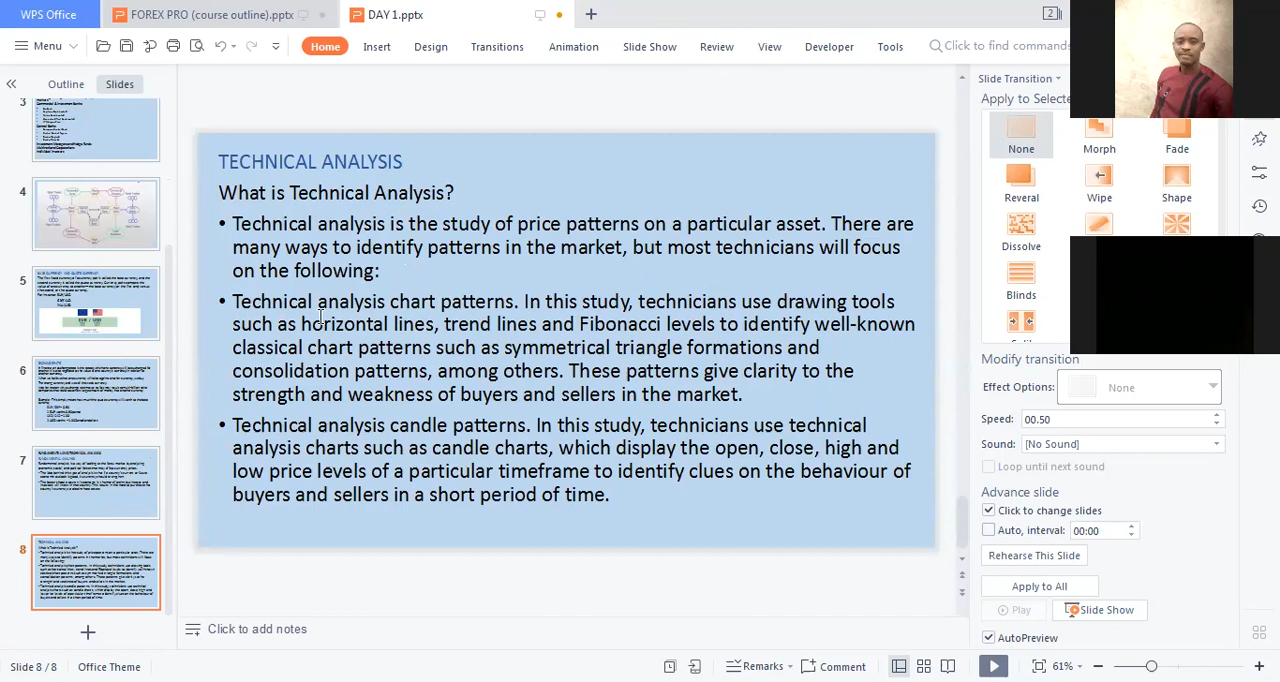 WPS Office
FOREX PRO (course outline).pptx
DAY 1.pptx
2
Menu
Home
Insert
Design
Transitions
Animation
Slide Show
Review
View
Developer
Tools
Click to find commands
Outline
Slides
Slide Transition
Apply to Selecte
None
Morph
Fade
Reveral
Wipe
Shape
Dissolve
Blinds
3
4
5
6
7
8
TECHNICAL ANALYSIS
What is Technical Analysis?
• Technical analysis is the study of price patterns on a particular asset. There are
many ways to identify patterns in the market, but most technicians will focus
on the following:
• Technical analysis chart patterns. In this study, technicians use drawing tools
such as horizontal lines, trend lines and Fibonacci levels to identify well-known
classical chart patterns such as symmetrical triangle formations and
consolidation patterns, among others. These patterns give clarity to the
strength and weakness of buyers and sellers in the market.
• Technical analysis candle patterns. In this study, technicians use technical
analysis charts such as candle charts, which display the open, close, high and
low price levels of a particular timeframe to identify clues on the behaviour of
buyers and sellers in a short period of time.
Modify transition
Effect Options: None
Speed: 00.50
Sound: [No Sound]
Loop until next sound
Advance slide
Click to change slides
Auto, interval: 00:00
Rehearse This Slide
Apply to All
Play
Slide Show
AutoPreview
Click to add notes
Slide 8 / 8
Office Theme
Remarks
Comment
61%